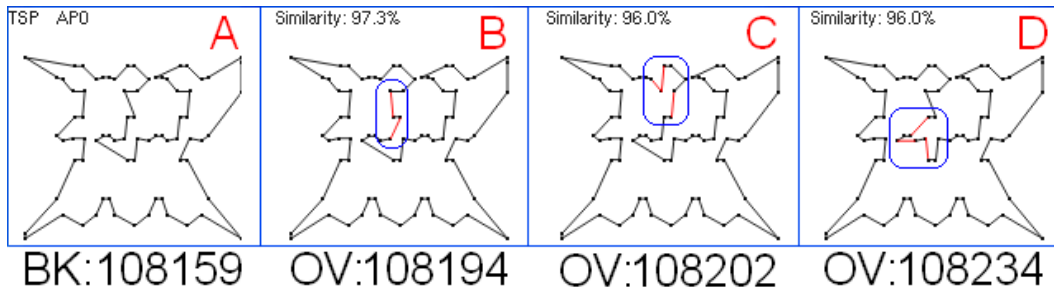 TSP AP0 A
Similarity: 97.3% B
Similarity: 96.0% C
Similarity: 96.0% D
BK:108159 OV:108194 OV:108202 OV:108234